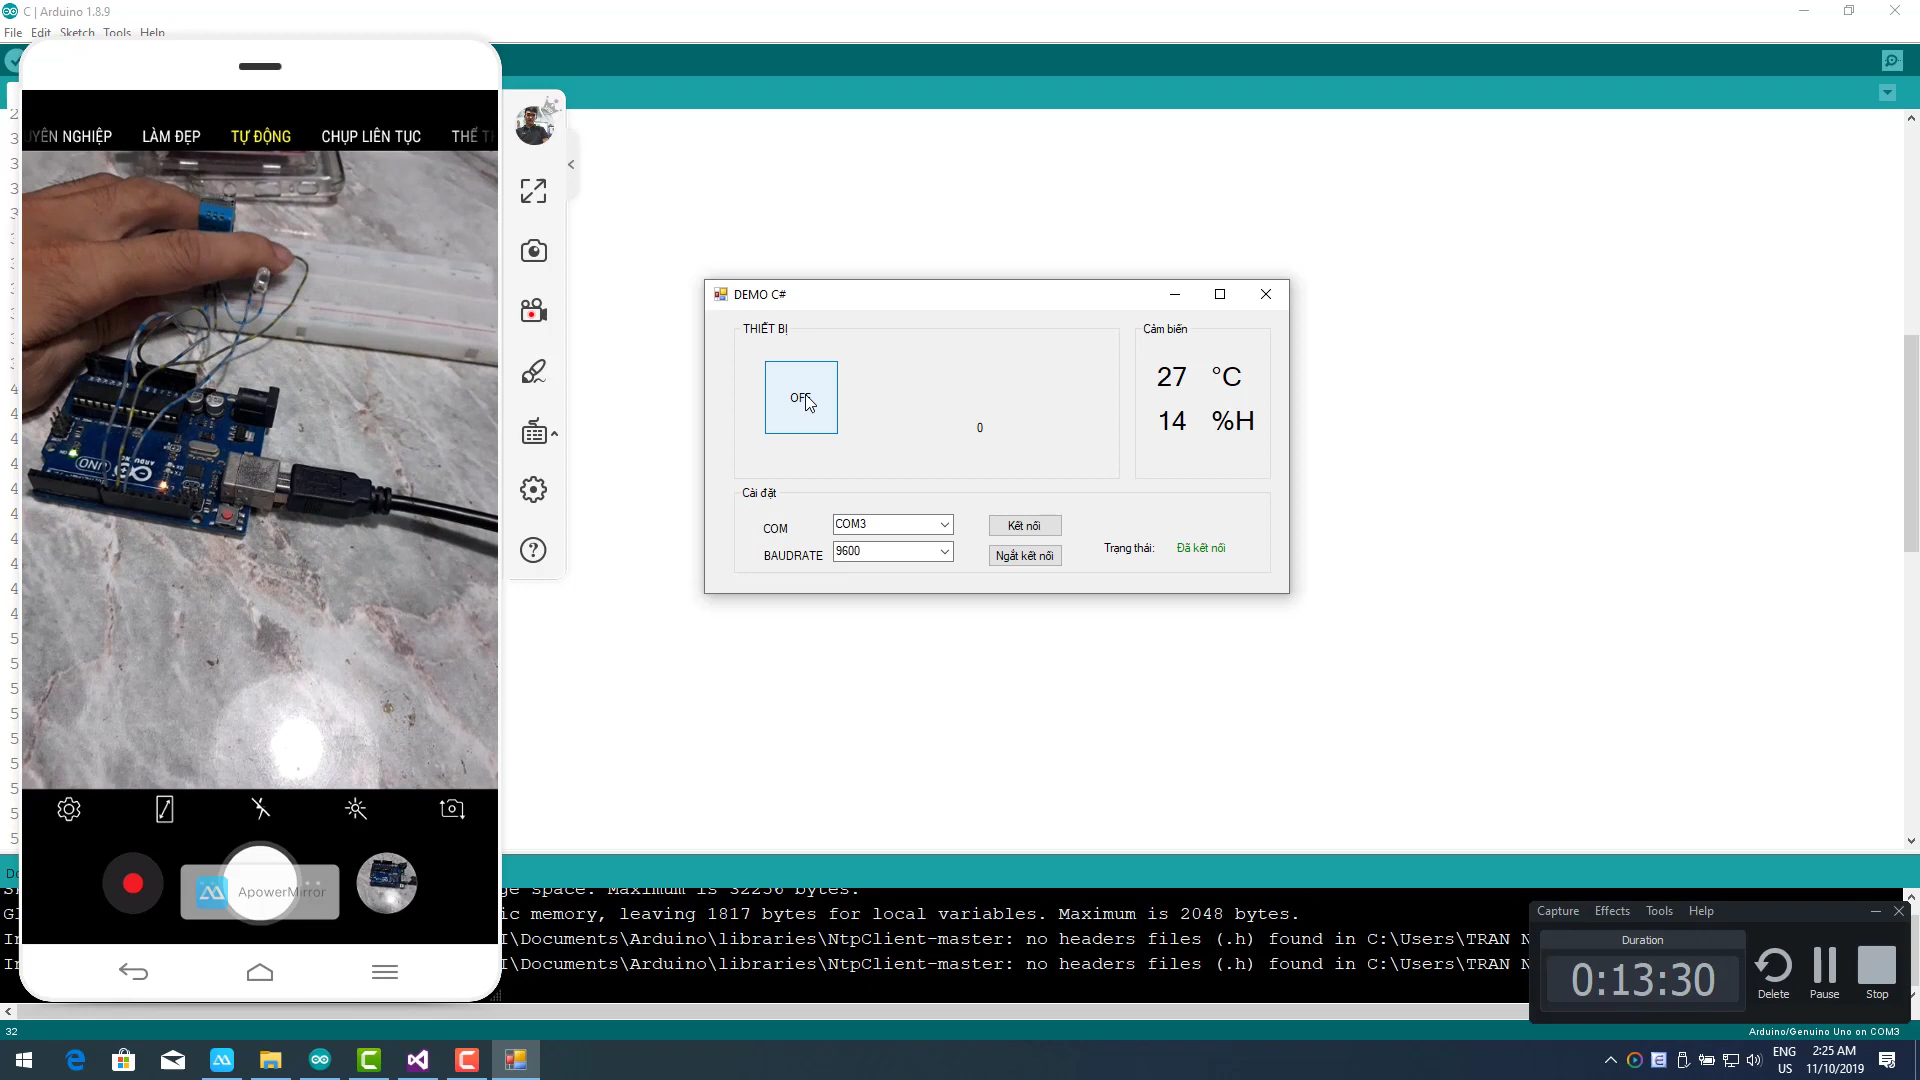 C | Arduino 1.8.9
File Edit Sketch Tools Help
LÀM ĐẸP TỰ ĐỘNG CHỤP LIÊN TỤC
DEMO C#
THIẾT BỊ
Cảm biến
OFF
27 °C
14 %H
0
Cài đặt
COM COM3 Kết nối
BAUDRATE 9600 Ngắt kết nối
Trạng thái: Đã kết nối
UNO
ApowerMirror
space. Maximum is 32256 bytes.
memory, leaving 1817 bytes for local variables. Maximum is 2048 bytes.
\Documents\Arduino\libraries\NtpClient-master: no headers files (.h) found in C:\Users\TRAN
\Documents\Arduino\libraries\NtpClient-master: no headers files (.h) found in C:\Users\TRAN
Capture Effects Tools Help
Duration
0:13:30
Delete Pause Stop
32
Arduino/Genuino Uno on COM3
ENG
US
2:25 AM
11/10/2019